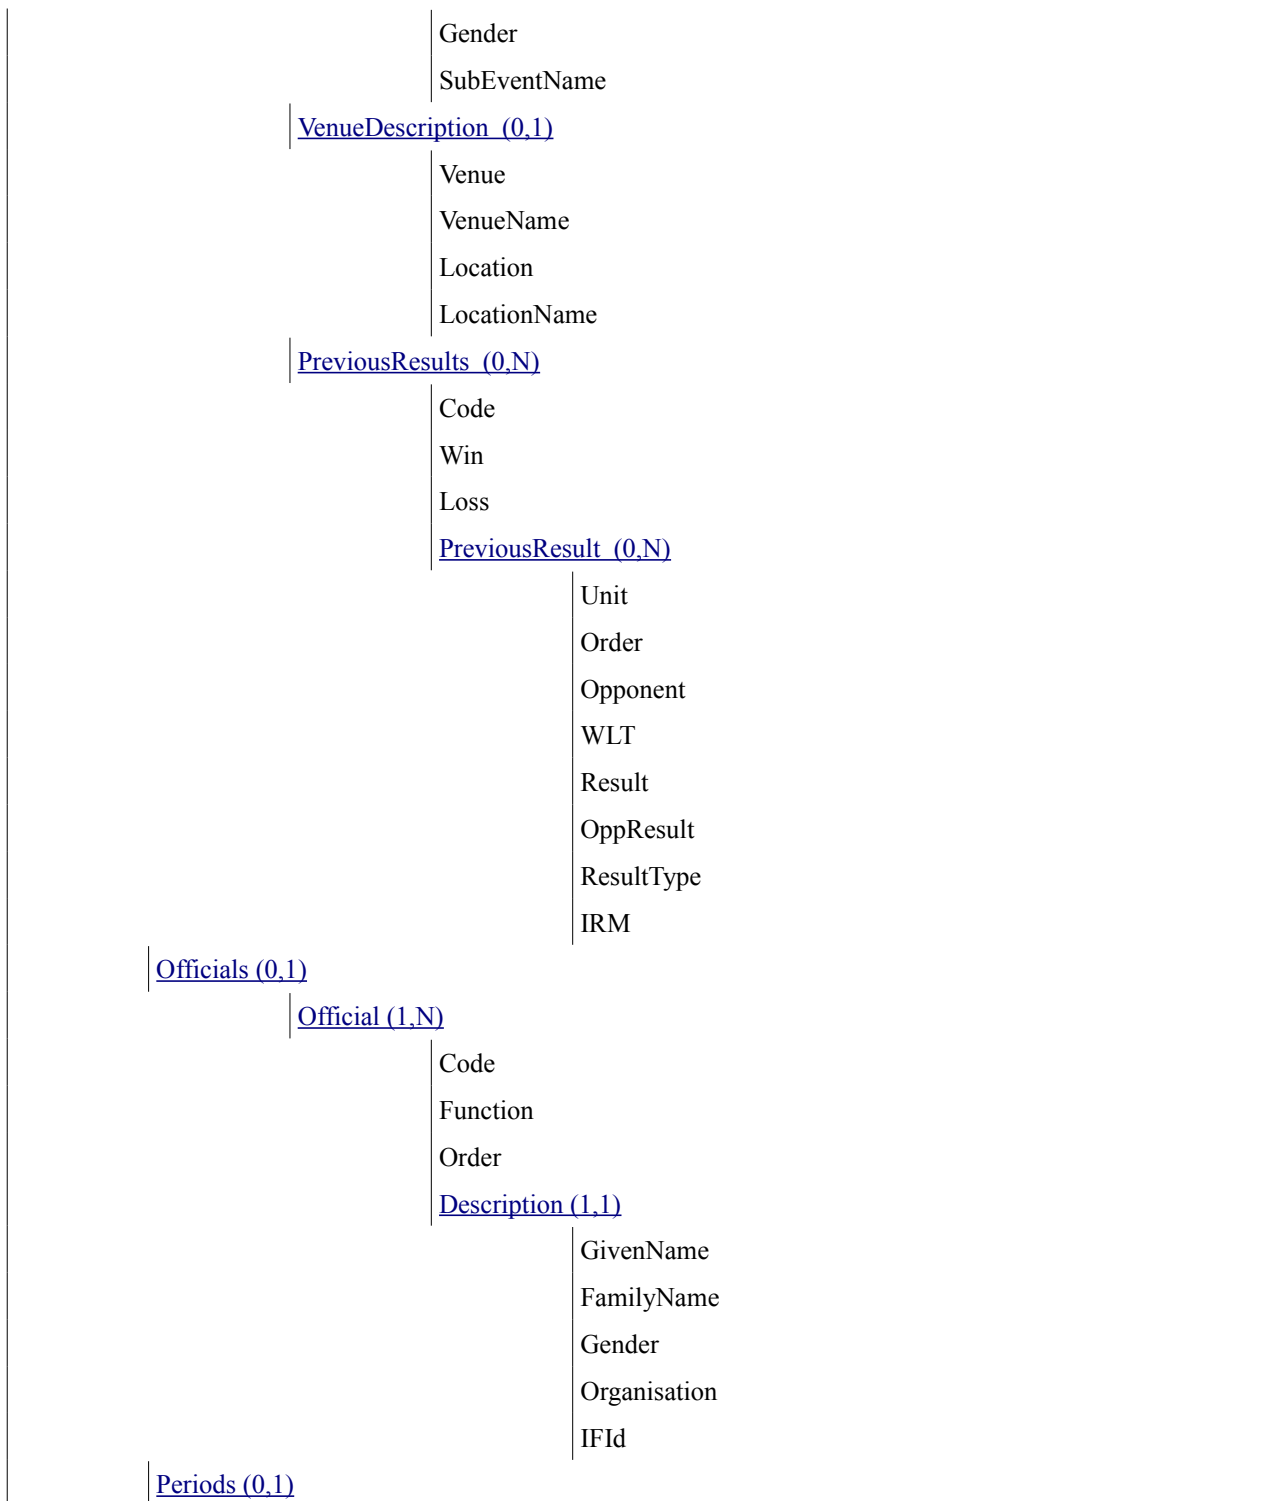 Gender
SubEventName
VenueDescription  (0,1)
Venue
VenueName
Location
LocationName
PreviousResults  (0,N)
Code
Win
Loss
PreviousResult  (0,N)
Unit
Order
Opponent
WLT
Result
OppResult
ResultType
IRM
Officials (0,1)
Official (1,N)
Code
Function
Order
Description (1,1)
GivenName
FamilyName
Gender
Organisation
IFId
Periods (0,1)